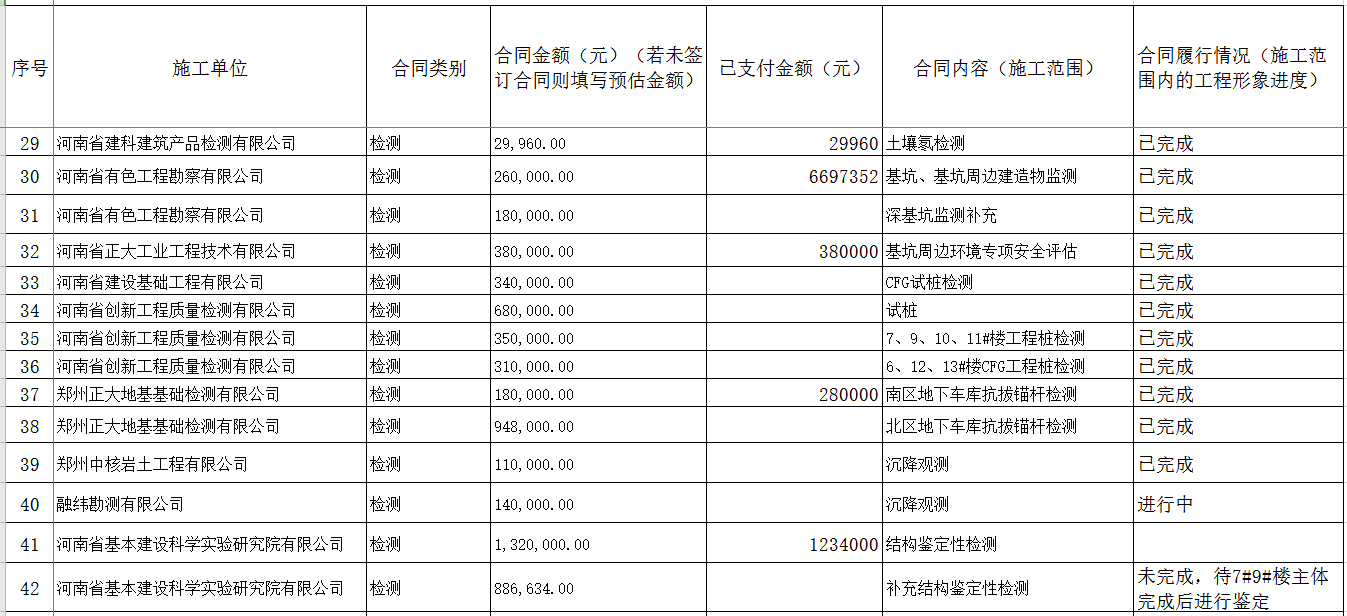 序号 施工单位 合同类别 合同金额（元）（若未签订合同则填写预估金额） 已支付金额（元） 合同内容（施工范围） 合同履行情况（施工范围内的工程形象进度）
29 河南省建科建筑产品检测有限公司 检测 29,960.00 29960 土壤氡检测 已完成
30 河南省有色工程勘察有限公司 检测 260,000.00 6697352 基坑、基坑周边建造物监测 已完成
31 河南省有色工程勘察有限公司 检测 180,000.00 深基坑监测补充 已完成
32 河南省正大工业工程技术有限公司 检测 380,000.00 380000 基坑周边环境专项安全评估 已完成
33 河南省建设基础工程有限公司 检测 340,000.00 CFG试桩检测 已完成
34 河南省创新工程质量检测有限公司 检测 680,000.00 试桩 已完成
35 河南省创新工程质量检测有限公司 检测 350,000.00 7、9、10、11#楼工程桩检测 已完成
36 河南省创新工程质量检测有限公司 检测 310,000.00 6、12、13#楼CFG工程桩检测 已完成
37 郑州正大地基基础检测有限公司 检测 180,000.00 280000 南区地下车库抗拔锚杆检测 已完成
38 郑州正大地基基础检测有限公司 检测 948,000.00 北区地下车库抗拔锚杆检测 已完成
39 郑州中核岩土工程有限公司 检测 110,000.00 沉降观测 已完成
40 融纬勘测有限公司 检测 140,000.00 沉降观测 进行中
41 河南省基本建设科学实验研究院有限公司 检测 1,320,000.00 1234000 结构鉴定性检测
42 河南省基本建设科学实验研究院有限公司 检测 886,634.00 补充结构鉴定性检测 未完成，待7#9#楼主体完成后进行鉴定